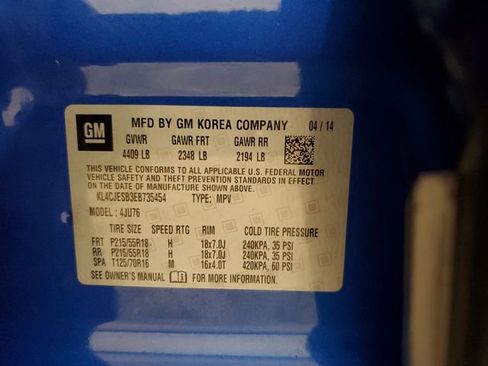 GM
MFD BY GM KOREA COMPANY 04 / 14
GVWR GAWR FRT GAWR RR
4409 LB 2348 LB 2194 LB
THIS VEHICLE CONFORMS TO ALL APPLICABLE U.S. FEDERAL MOTOR
VEHICLE SAFETY AND THEFT PREVENTION STANDARDS IN EFFECT
ON THE DATE OF MANUFACTURE SHOWN ABOVE.
KL4CJESB3EB735454 TYPE: MPV
MODEL : 4JU76
TIRE SIZE SPEED RTG RIM COLD TIRE PRESSURE
FRT P215/55R18 H 18x7.0J 240KPA, 35 PSI
RR P215/55R18 H 18x7.0J 240KPA, 35 PSI
SPA T125/70R16 M 16x4.0T 420KPA, 60 PSI
SEE OWNER'S MANUAL FOR MORE INFORMATION.